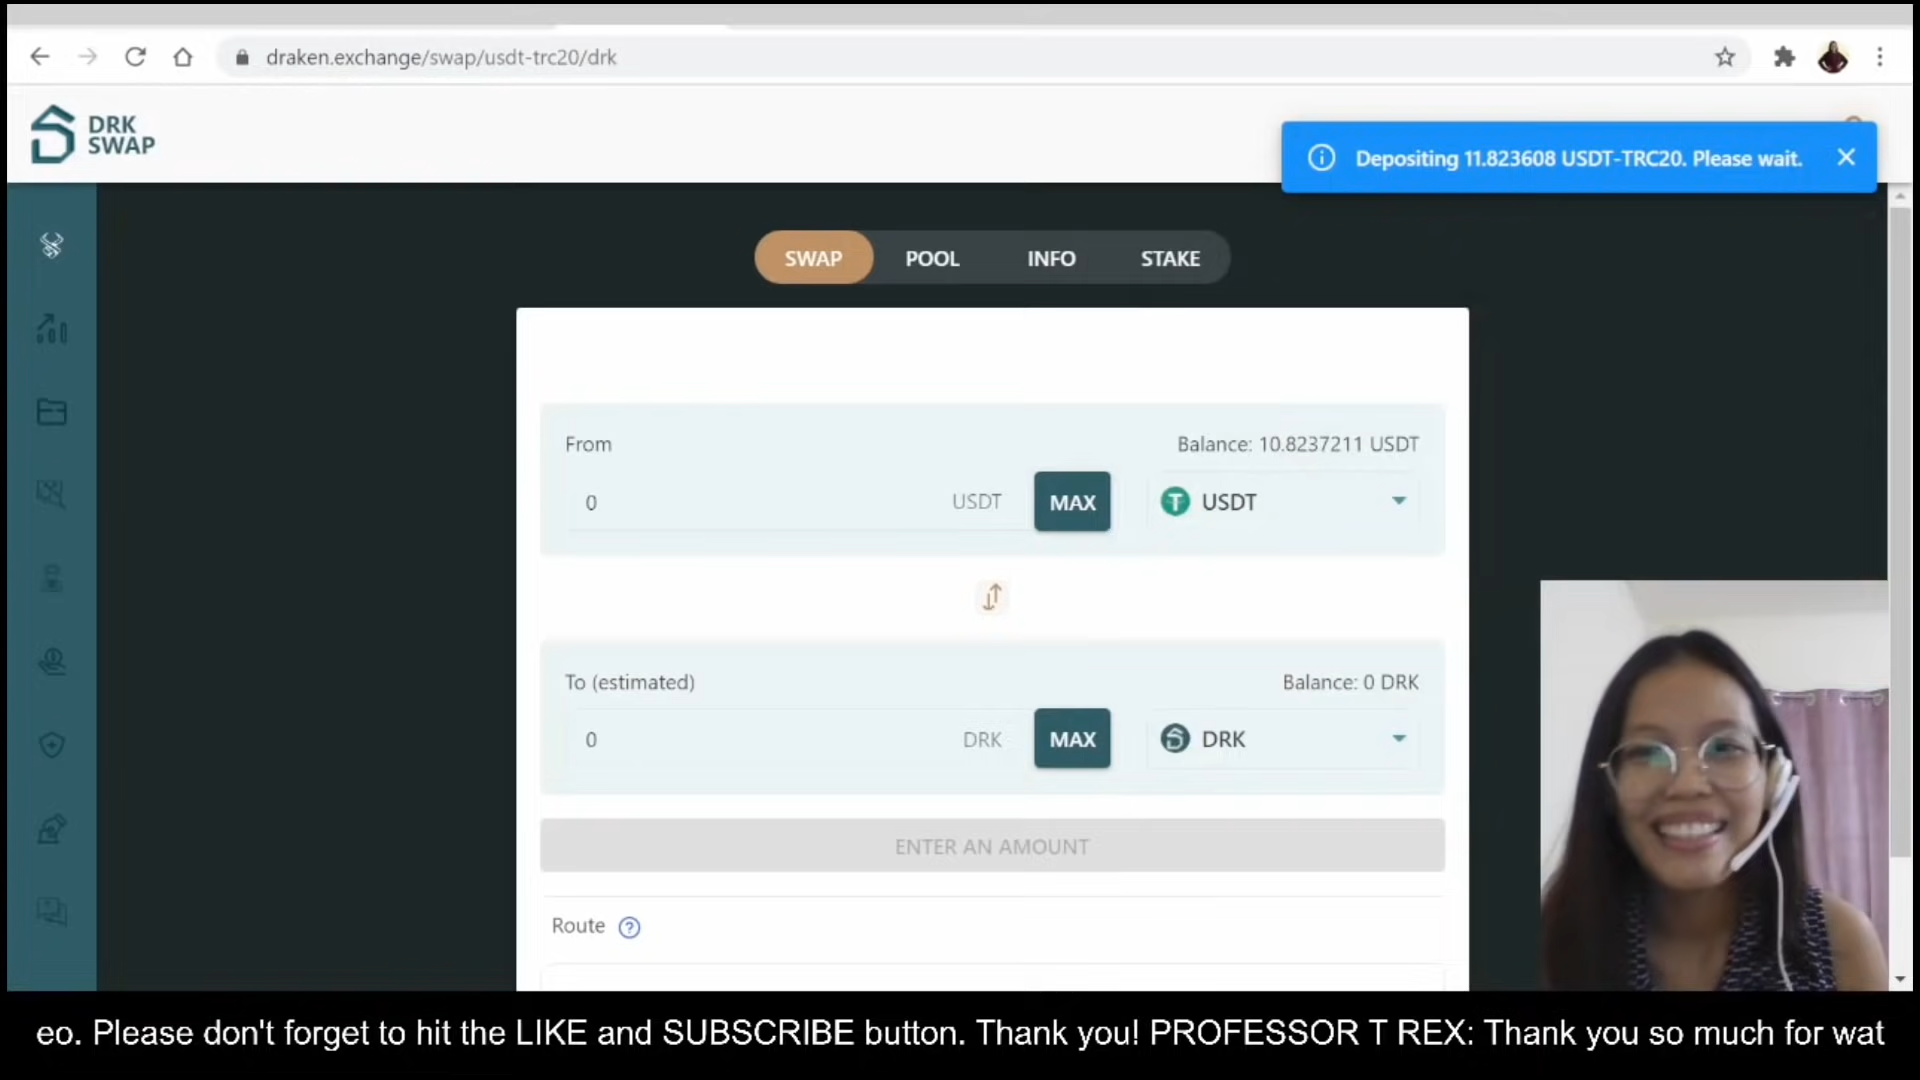 draken.exchange/swap/usdt-trc20/drk
DRK
SWAP
Depositing 11.823608 USDT-TRC20. Please wait.
SWAP POOL INFO STAKE
From Balance: 10.8237211 USDT
0 USDT MAX USDT
To (estimated) Balance: 0 DRK
0 DRK MAX DRK
ENTER AN AMOUNT
Route ?
eo. Please don't forget to hit the LIKE and SUBSCRIBE button. Thank you! PROFESSOR T REX: Thank you so much for wat